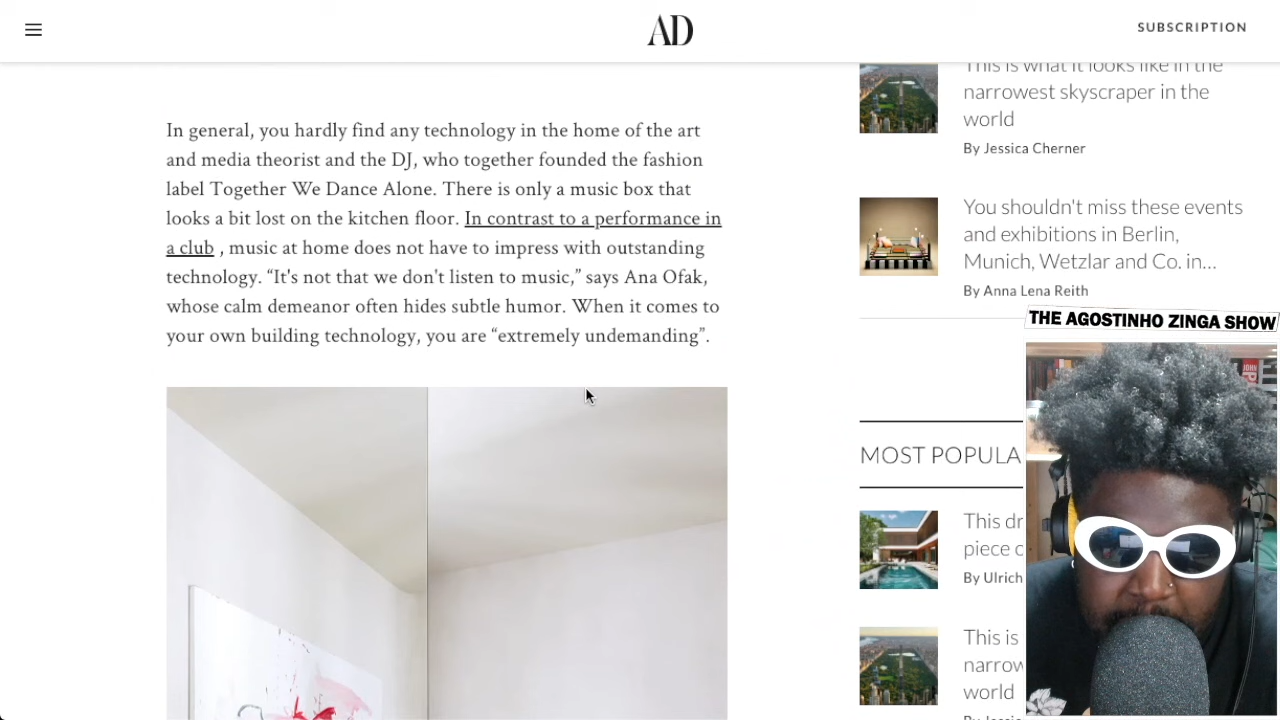 AD
SUBSCRIPTION
In general, you hardly find any technology in the home of the art
and media theorist and the DJ, who together founded the fashion
label Together We Dance Alone. There is only a music box that
looks a bit lost on the kitchen floor. In contrast to a performance in
a club , music at home does not have to impress with outstanding
technology. “It's not that we don't listen to music,” says Ana Ofak,
whose calm demeanor often hides subtle humor. When it comes to
your own building technology, you are “extremely undemanding”.
This is what it looks like in the
narrowest skyscraper in the
world
By Jessica Cherner
You shouldn't miss these events
and exhibitions in Berlin,
Munich, Wetzlar and Co. in...
By Anna Lena Reith
THE AGOSTINHO ZINGA SHOW
MOST POPULA
This dr
piece
By Ulrich
This is
narrow
world